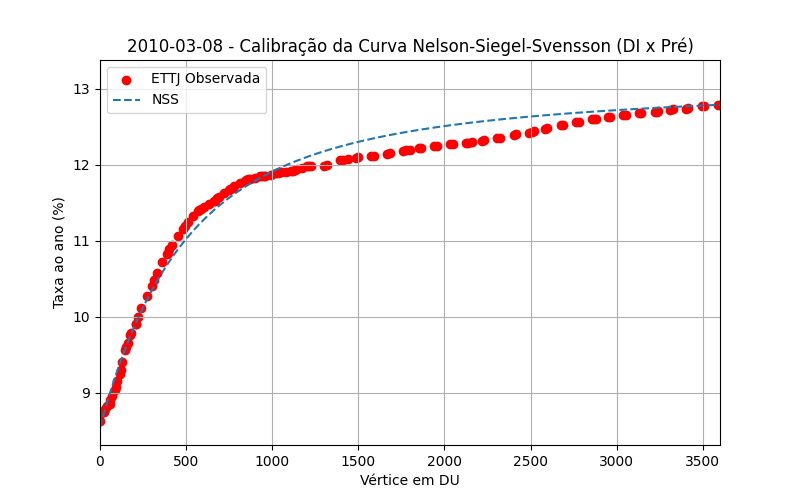 2010-03-08 - Calibração da Curva Nelson-Siegel-Svensson (DI x Pré)
ETTJ Observada
NSS
Taxa ao ano (%)
13
12
11
10
9
0 500 1000 1500 2000 2500 3000 3500
Vértice em DU